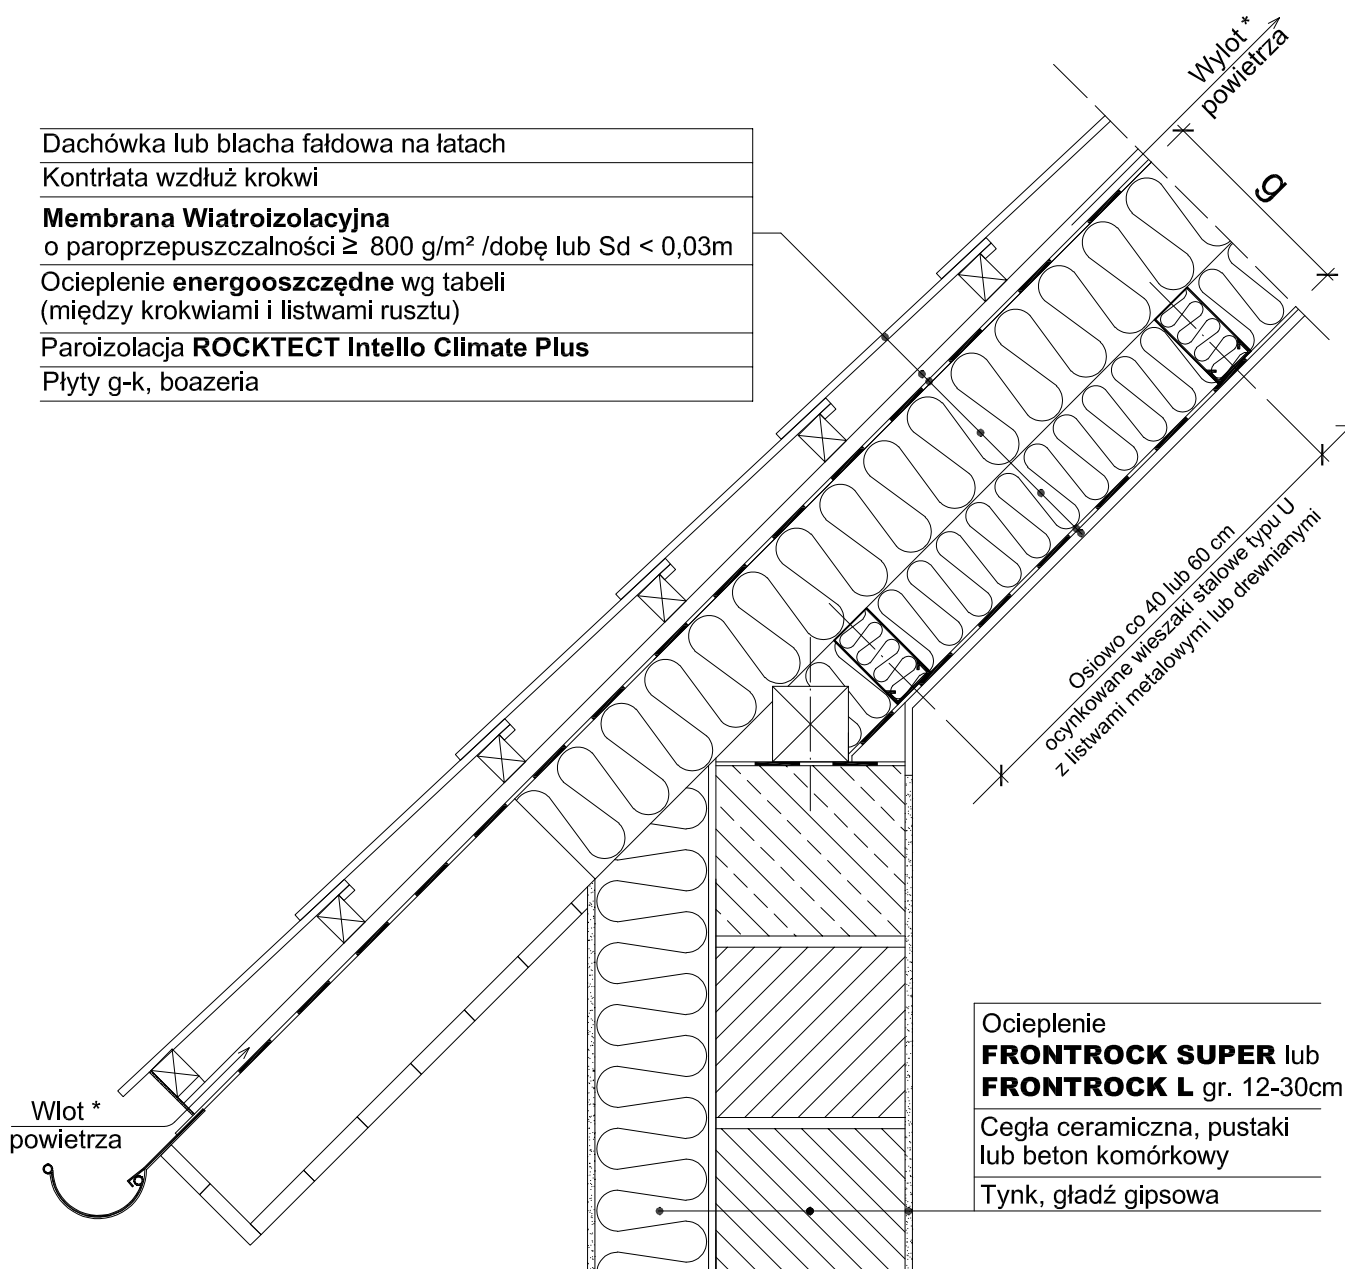 Wylot *
powietrza
g
Dachówka lub blacha fałdowa na łatach
Kontrłata wzdłuż krokwi
Membrana Wiatroizolacyjna
o paroprzepuszczalności ≥ 800 g/m² /dobę lub Sd < 0,03m
Ocieplenie energooszczędne wg tabeli
(między krokwiami i listwami rusztu)
Paroizolacja ROCKTECT Intello Climate Plus
Płyty g-k, boazeria
Osiowo co 40 lub 60 cm
ocynkowane wieszaki stalowe typu U
z listwami metalowymi lub drewnianymi
Wlot *
powietrza
Ocieplenie
FRONTROCK SUPER lub
FRONTROCK L gr. 12-30cm
Cegła ceramiczna, pustaki
lub beton komórkowy
Tynk, gładź gipsowa